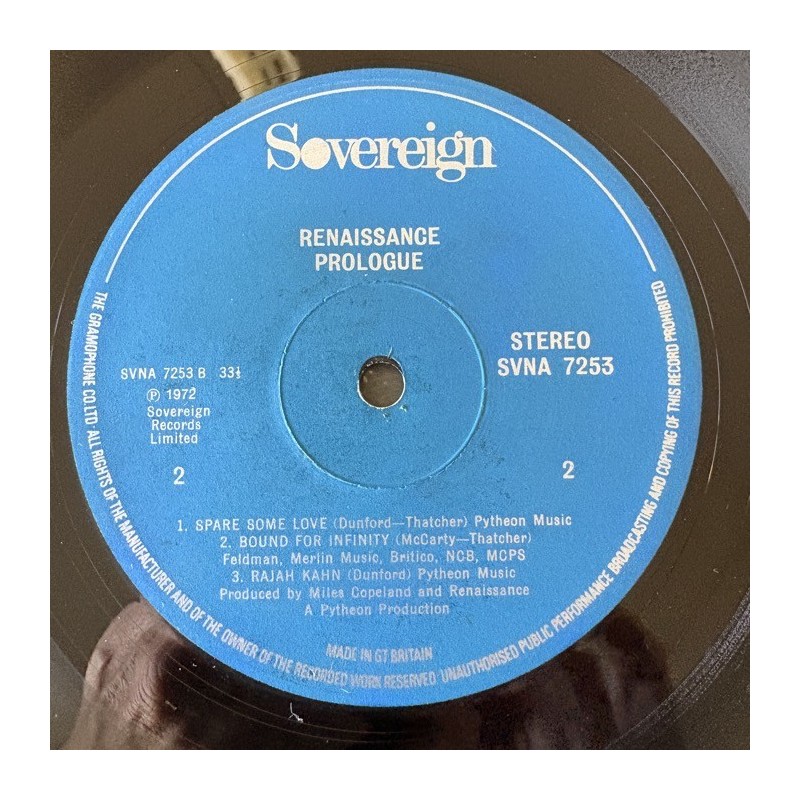 Sovereign
RENAISSANCE
PROLOGUE
STEREO
SVNA 7253
SVNA 7253 B 33⅓
Ⓟ 1972
Sovereign
Records
Limited
2
2
1. SPARE SOME LOVE (Dunford—Thatcher) Pytheon Music
2. BOUND FOR INFINITY (McCarty—Thatcher)
Feldman, Merlin Music, Britico, NCB, MCPS
3. RAJAH KAHN (Dunford) Pytheon Music
Produced by Miles Copeland and Renaissance
A Pytheon Production
MADE IN GT BRITAIN
THE GRAMOPHONE CO. LTD · ALL RIGHTS OF THE MANUFACTURER AND OF THE OWNER OF THE RECORDED WORK RESERVED UNAUTHORISED PUBLIC PERFORMANCE BROADCASTING AND COPYING OF THIS RECORD PROHIBITED